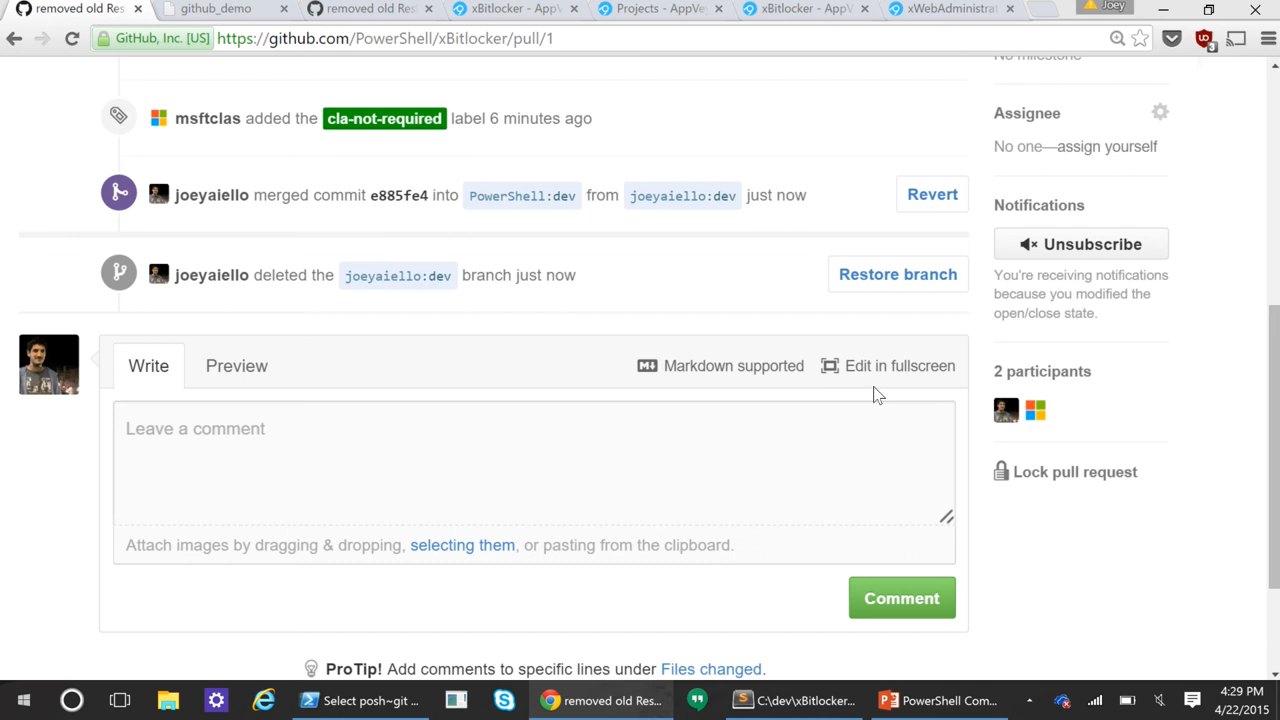 removed old Res
github_demo
removed old Res
xBitlocker - AppV
Projects - AppVe
xBitlocker - AppV
xWebAdministra
Joey
GitHub, Inc. [US]
https://github.com/PowerShell/xBitlocker/pull/1
3
No milestone
msftclas added the cla-not-required label 6 minutes ago
Assignee
No one—assign yourself
joeyaiello merged commit e885fe4 into PowerShell:dev from joeyaiello:dev just now
Revert
Notifications
Unsubscribe
joeyaiello deleted the joeyaiello:dev branch just now
Restore branch
You're receiving notifications
because you modified the
open/close state.
Write
Preview
Markdown supported
Edit in fullscreen
2 participants
Leave a comment
Lock pull request
Attach images by dragging & dropping, selecting them, or pasting from the clipboard.
Comment
ProTip! Add comments to specific lines under Files changed.
Select posh~git ...
removed old Res...
C:\dev\xBitlocker...
PowerShell Com...
4:29 PM
4/22/2015